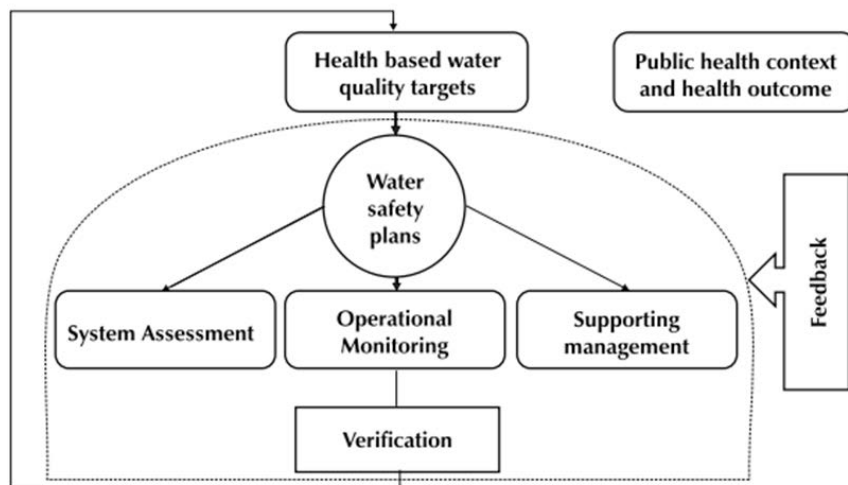 Health based water
quality targets
Public health context
and health outcome
Water
safety
plans
Feedback
System Assessment
Operational
Monitoring
Supporting
management
Verification